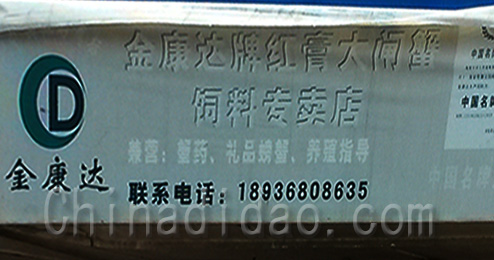 金康达牌红膏大闸蟹
饲料专卖店
兼营：蟹药、礼品螃蟹、养殖指导
联系电话：18936808635
CD
金康达
中国名牌
Chinadidao.com